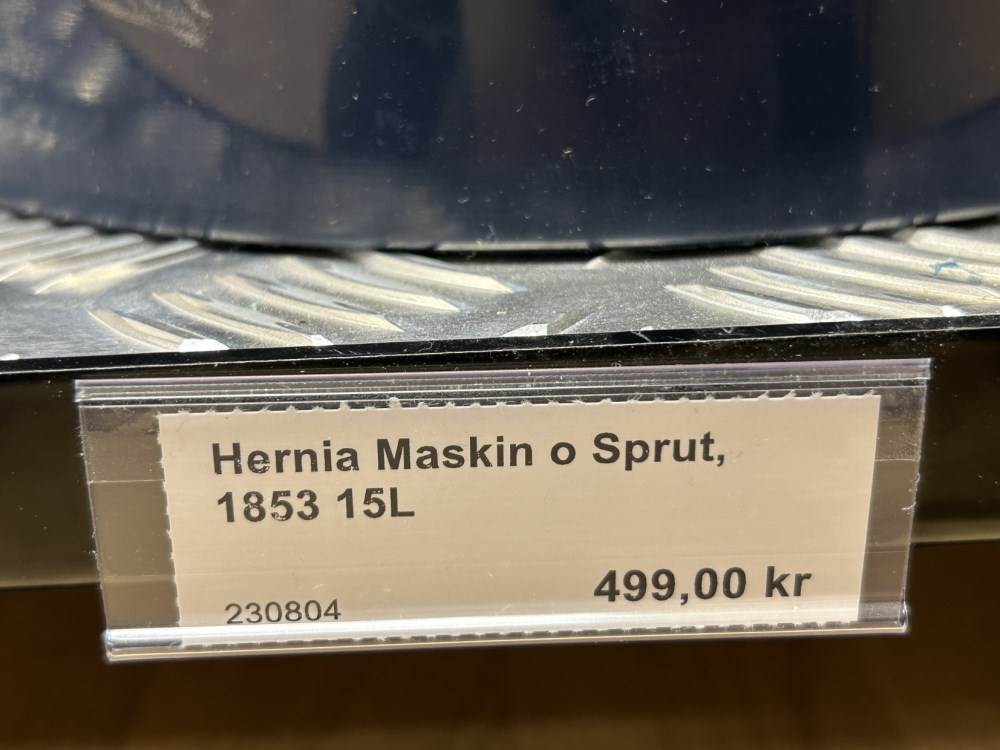 Hernia Maskin o Sprut,
1853 15L
499,00 kr
230804